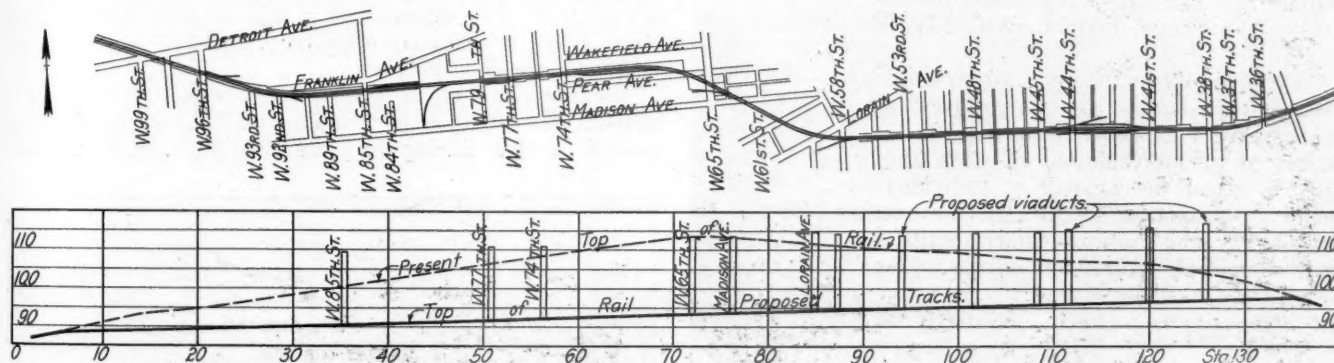 DETROIT AVE.
FRANKLIN AVE.
WAKEFIELD AVE.
PEAR AVE.
MADISON AVE.
LORAIN AVE.
W.99TH.ST.
W.96TH.ST.
W.93RD.ST.
W.92ND.ST.
W.89TH.ST.
W.85TH.ST.
W.84TH.ST.
W.79TH.ST.
W.77TH.ST.
W.74TH.ST.
W.65TH.ST.
W.61ST.ST.
W.58TH.ST.
W.53RD.ST.
W.48TH.ST.
W.45TH.ST.
W.44TH.ST.
W.41ST.ST.
W.38TH.ST.
W.37TH.ST.
W.36TH.ST.
Proposed viaducts
110
100
90
Present Top of Rail
W.85TH.ST.
W.77TH.ST.
W.74TH.ST.
W.65TH.ST.
MADISON AVE.
LORAIN AVE.
110
100
90
Top of Rail Proposed Tracks.
0 10 20 30 40 50 60 70 80 90 100 110 120 Sta.130